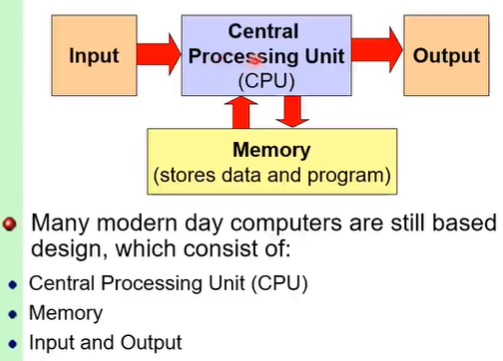 Input
Central
Processing Unit
(CPU)
Output
Memory
(stores data and program)
Many modern day computers are still based
design, which consist of:
Central Processing Unit (CPU)
Memory
Input and Output